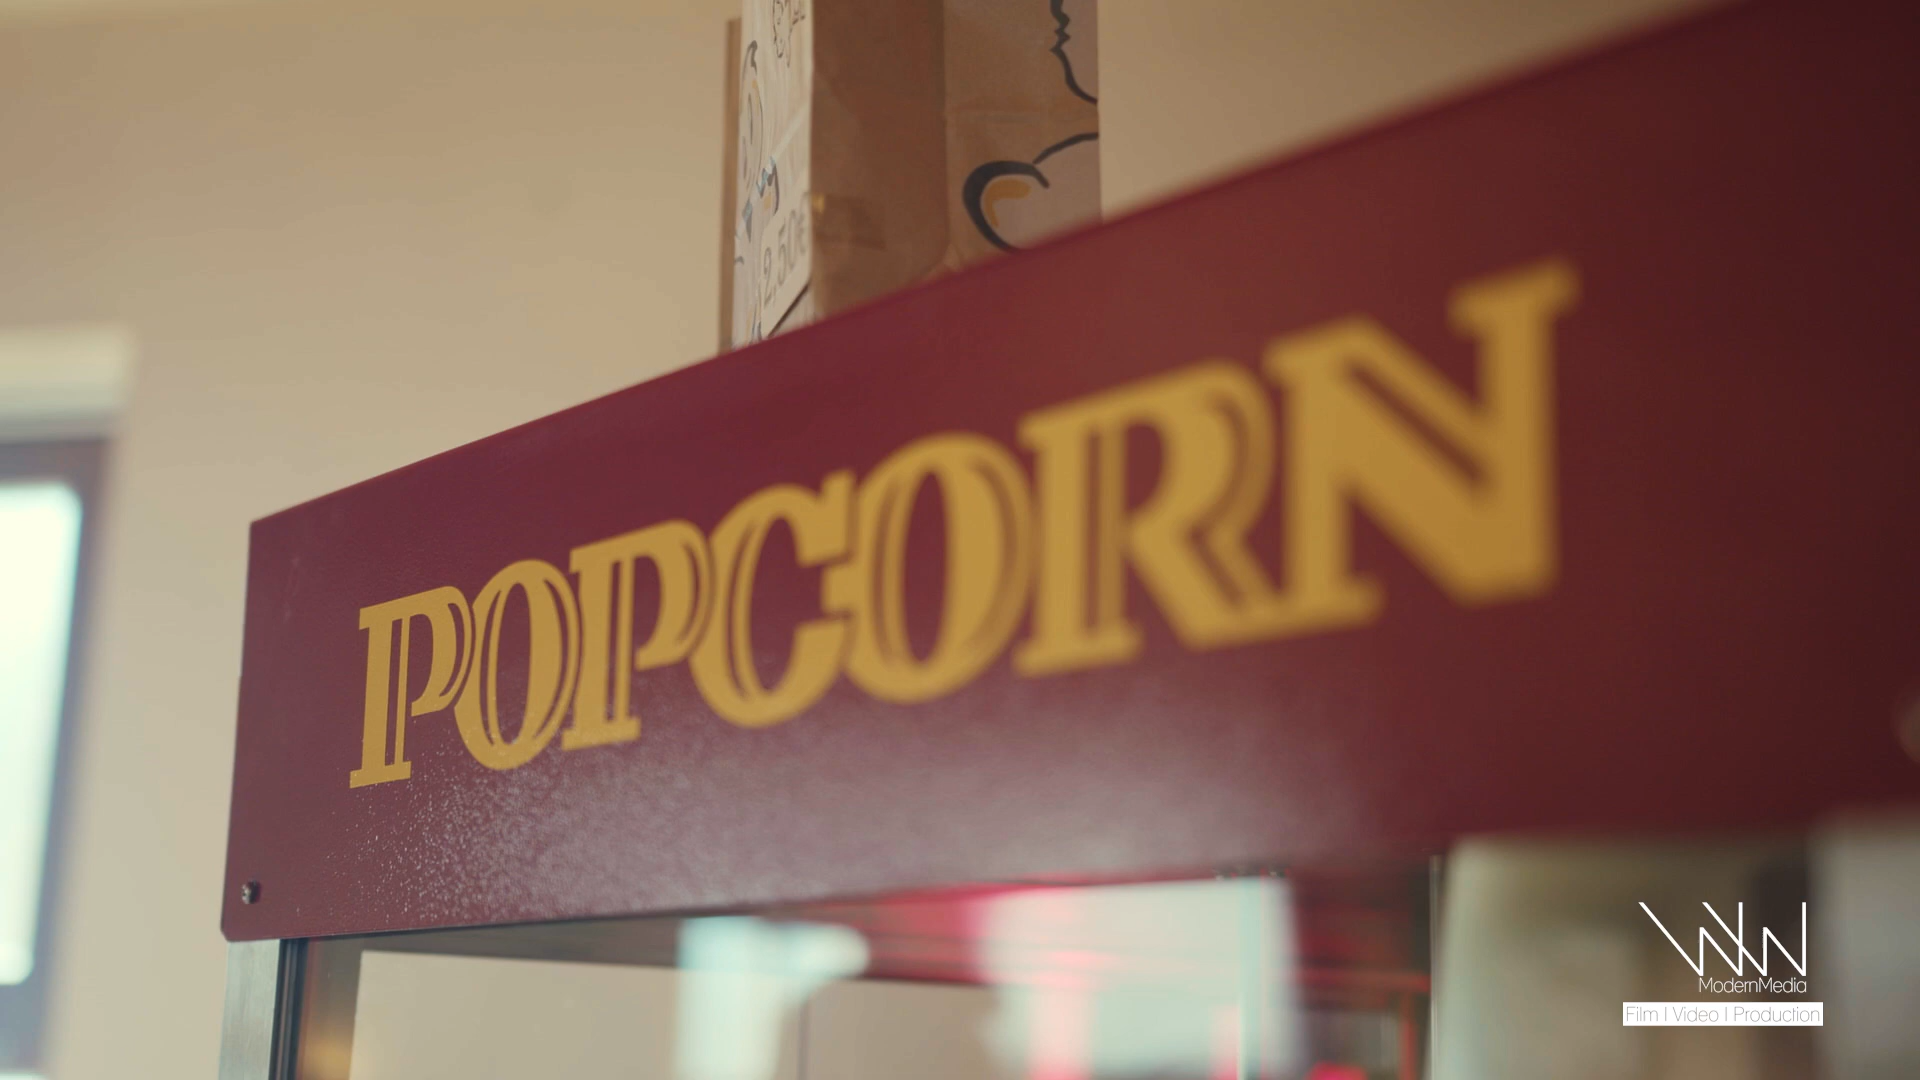 2,50€
POPCORN
ModernMedia
Film | Video | Production